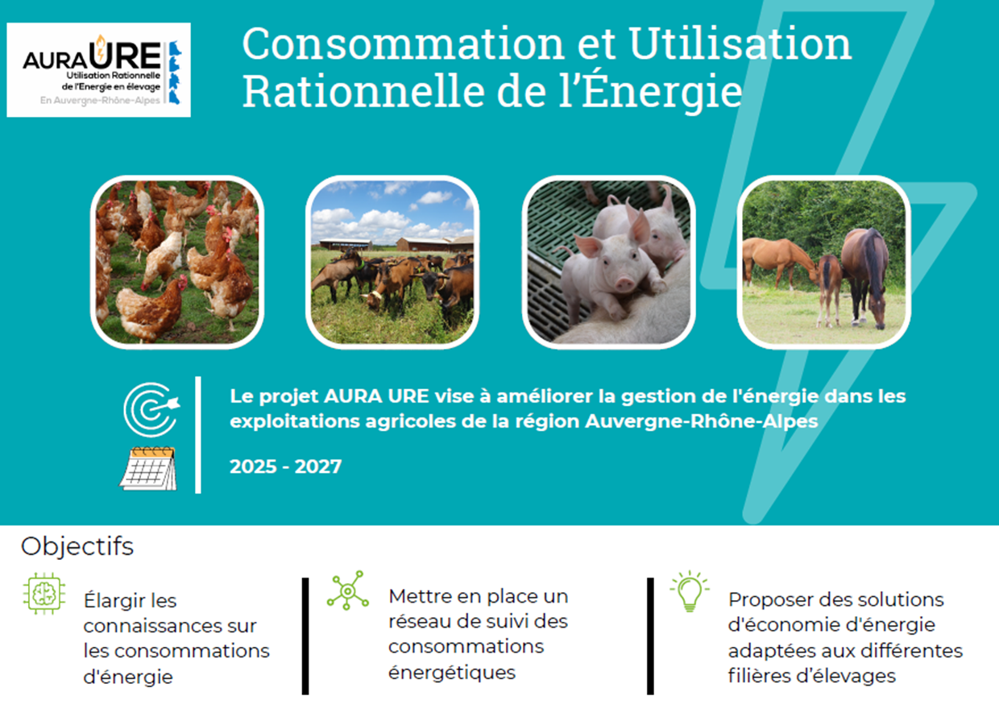 AURA URE
Utilisation Rationnelle
de l'Energie en élevage
En Auvergne-Rhône-Alpes
Consommation et Utilisation
Rationnelle de l'Énergie
Le projet AURA URE vise à améliorer la gestion de l'énergie dans les
exploitations agricoles de la région Auvergne-Rhône-Alpes
2025 - 2027
Objectifs
Élargir les
connaissances sur
les consommations
d'énergie
Mettre en place un
réseau de suivi des
consommations
énergétiques
Proposer des solutions
d'économie d'énergie
adaptées aux différentes
filières d'élevages